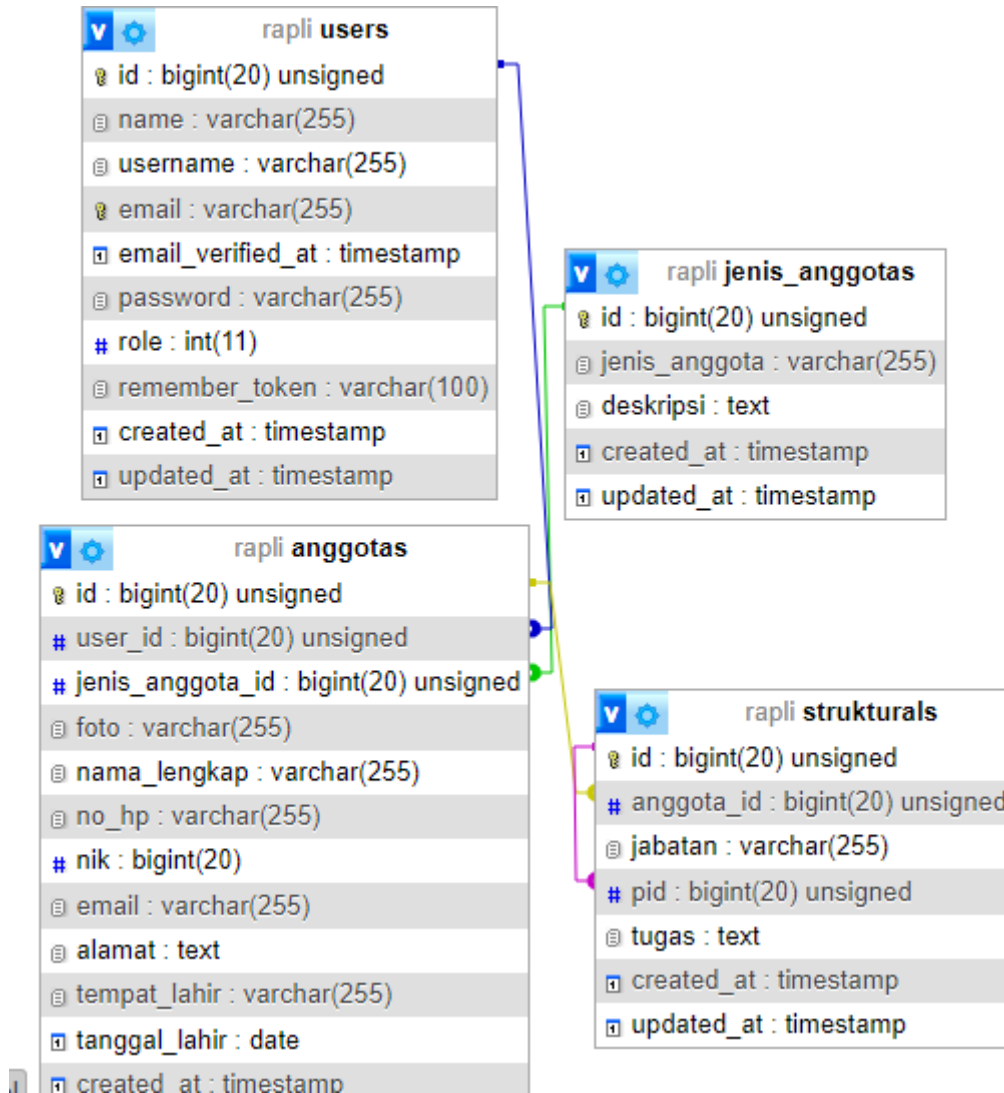 v rapli users
id : bigint(20) unsigned
name : varchar(255)
username : varchar(255)
email : varchar(255)
email_verified_at : timestamp
password : varchar(255)
# role : int(11)
remember_token : varchar(100)
created_at : timestamp
updated_at : timestamp
v rapli jenis_anggotas
id : bigint(20) unsigned
jenis_anggota : varchar(255)
deskripsi : text
created_at : timestamp
updated_at : timestamp
v rapli anggotas
id : bigint(20) unsigned
# user_id : bigint(20) unsigned
# jenis_anggota_id : bigint(20) unsigned
foto : varchar(255)
nama_lengkap : varchar(255)
no_hp : varchar(255)
# nik : bigint(20)
email : varchar(255)
alamat : text
tempat_lahir : varchar(255)
tanggal_lahir : date
created_at : timestamp
v rapli strukturals
id : bigint(20) unsigned
# anggota_id : bigint(20) unsigned
jabatan : varchar(255)
# pid : bigint(20) unsigned
tugas : text
created_at : timestamp
updated_at : timestamp